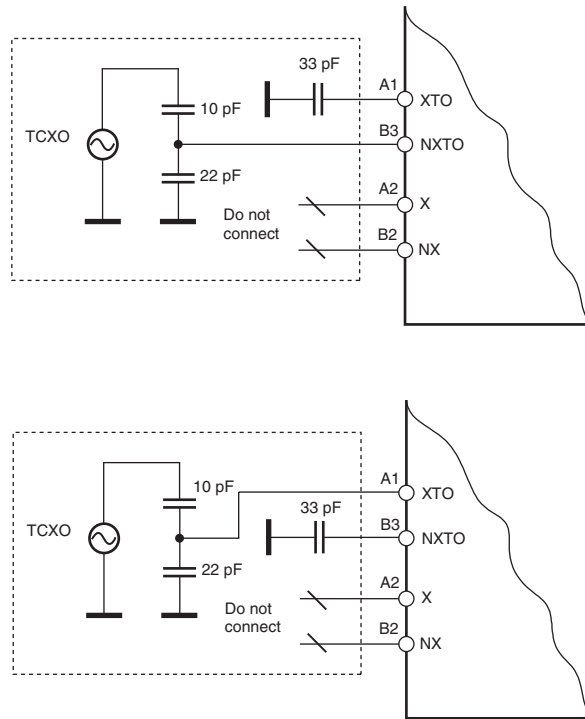 33 pF
A1
XTO
10 pF
TCXO
B3
NXTO
22 pF
A2
X
Do not
connect
B2
NX
A1
XTO
10 pF
33 pF
TCXO
B3
NXTO
22 pF
A2
X
Do not
connect
B2
NX